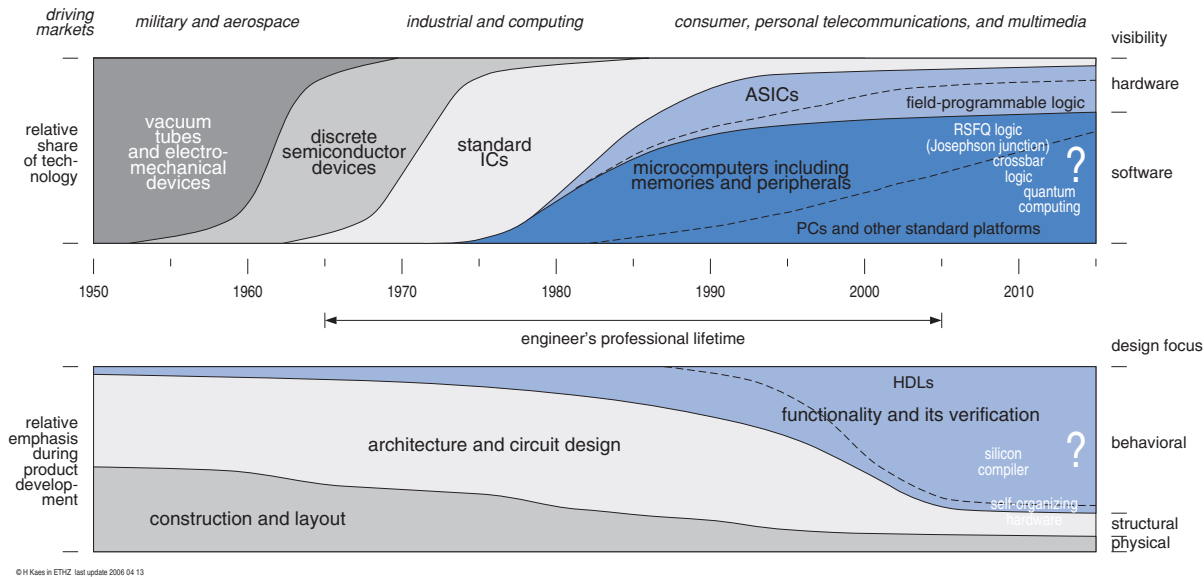 driving
markets
military and aerospace
industrial and computing
consumer, personal telecommunications, and multimedia
visibility
hardware
software
relative
share
of tech-
nology
vacuum
tubes
and electro-
mechanical
devices
discrete
semiconductor
devices
standard
ICs
ASICs
field-programmable logic
microcomputers including
memories and peripherals
RSFQ logic
(Josephson junction)
crossbar
logic
quantum
computing
?
PCs and other standard platforms
1950
1960
1970
1980
1990
2000
2010
engineer's professional lifetime
design focus
relative
emphasis
during
product
develop-
ment
HDLs
functionality and its verification
architecture and circuit design
silicon
compiler
?
self-organizing
hardware
construction and layout
behavioral
structural
physical
© H Kaes in ETHZ last update 2006 04 13